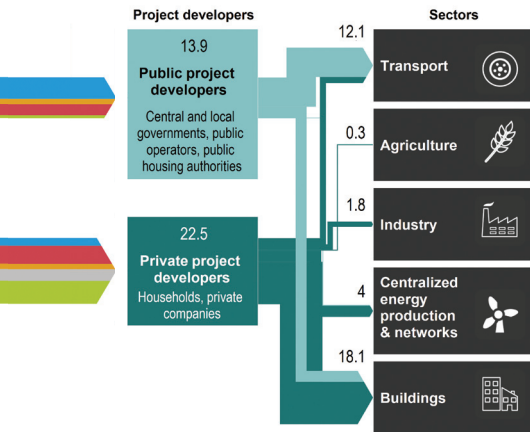 Project developers
Sectors
13.9
Public project
developers
Central and local
governments, public
operators, public
housing authorities
22.5
Private project
developers
Households, private
companies
12.1
Transport
0.3
Agriculture
1.8
Industry
4
Centralized
energy
production
& networks
18.1
Buildings